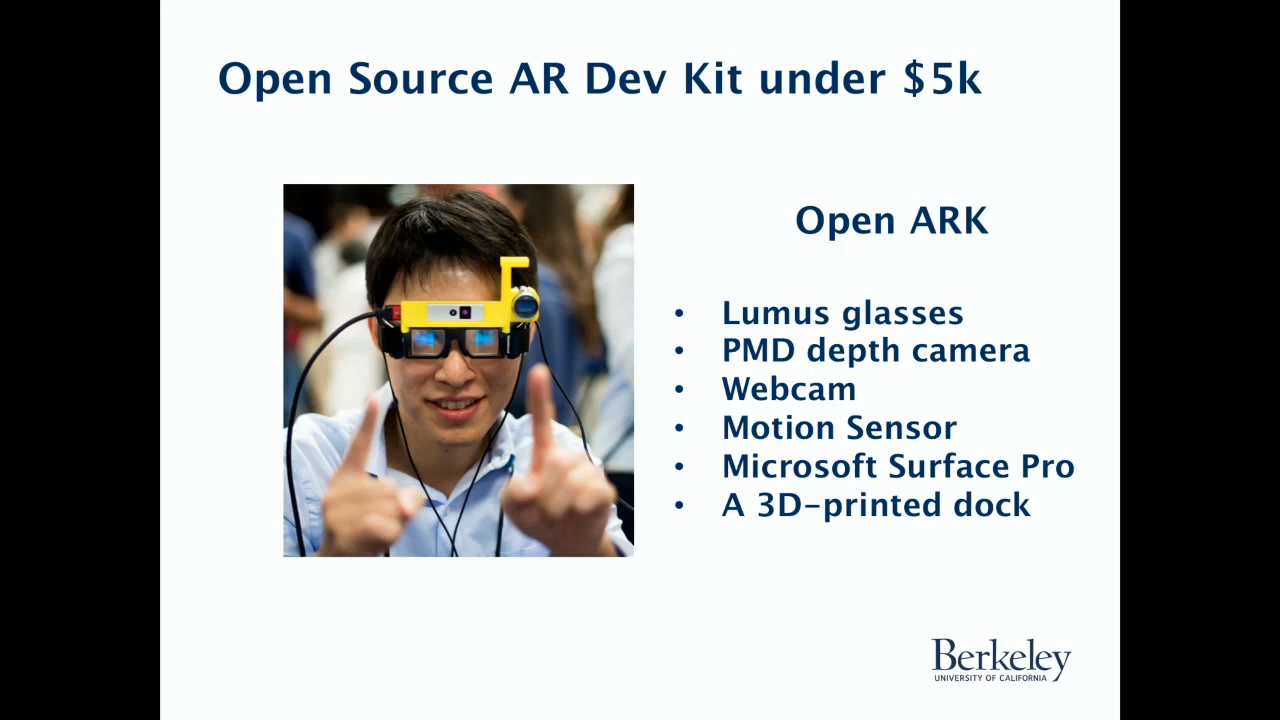 Open Source AR Dev Kit under $5k
Open ARK
• Lumus glasses
• PMD depth camera
• Webcam
• Motion Sensor
• Microsoft Surface Pro
• A 3D-printed dock
Berkeley
UNIVERSITY OF CALIFORNIA